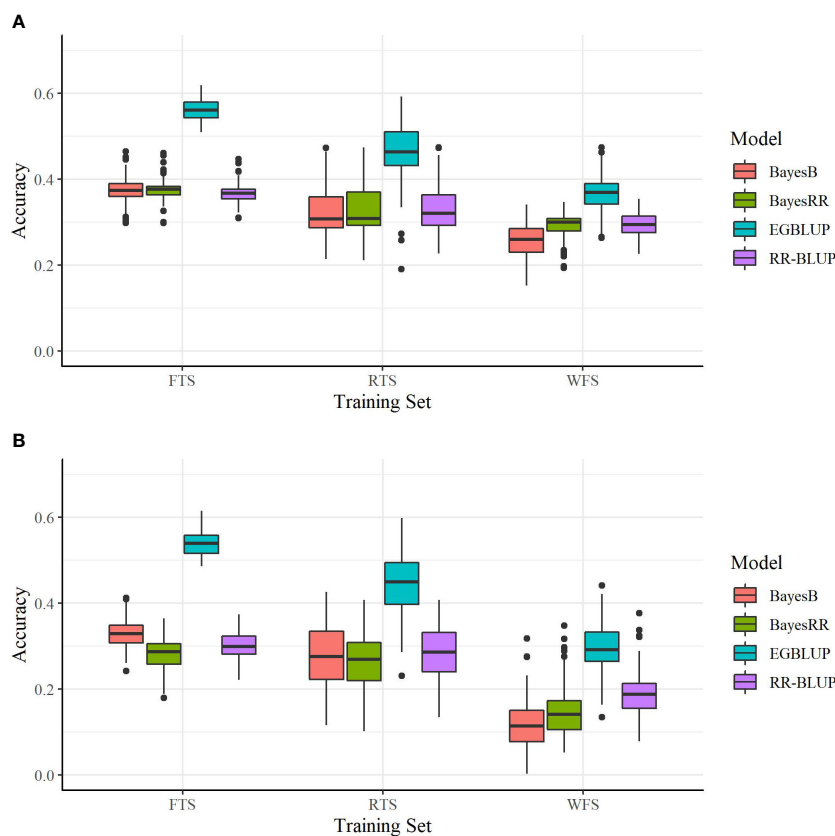 A
Accuracy
0.6
0.4
0.2
0.0
FTS RTS WFS
Training Set
Model
BayesB
BayesRR
EGBLUP
RR-BLUP
B
Accuracy
0.6
0.4
0.2
0.0
FTS RTS WFS
Training Set
Model
BayesB
BayesRR
EGBLUP
RR-BLUP